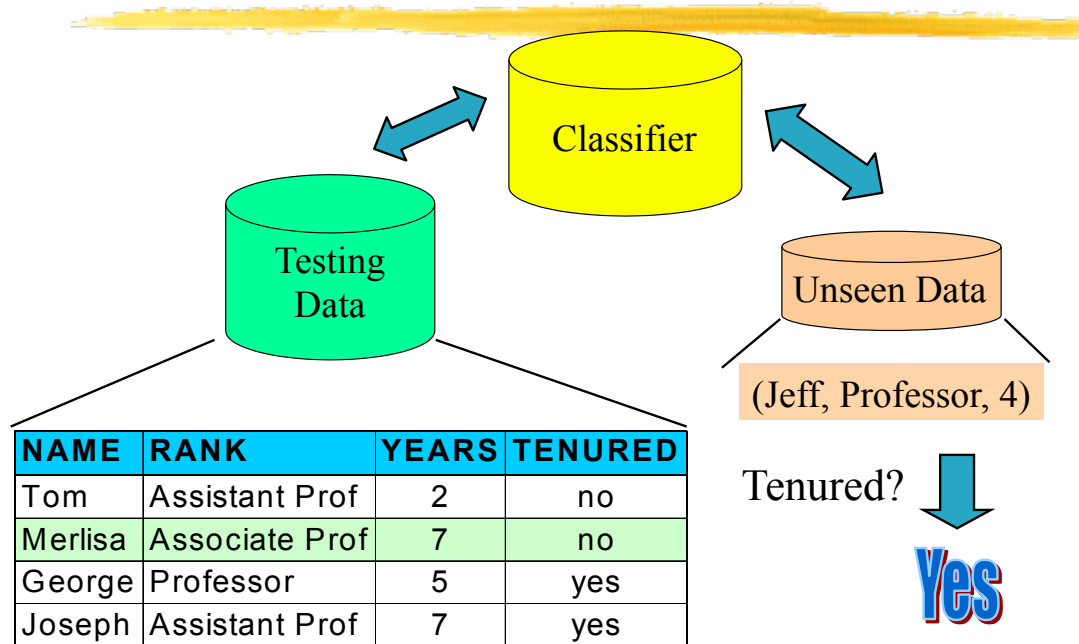 Classifier
Testing
Data
Unseen Data
(Jeff, Professor, 4)
NAME RANK YEARS TENURED
Tom Assistant Prof 2 no
Merlisa Associate Prof 7 no
George Professor 5 yes
Joseph Assistant Prof 7 yes
Tenured?
Yes